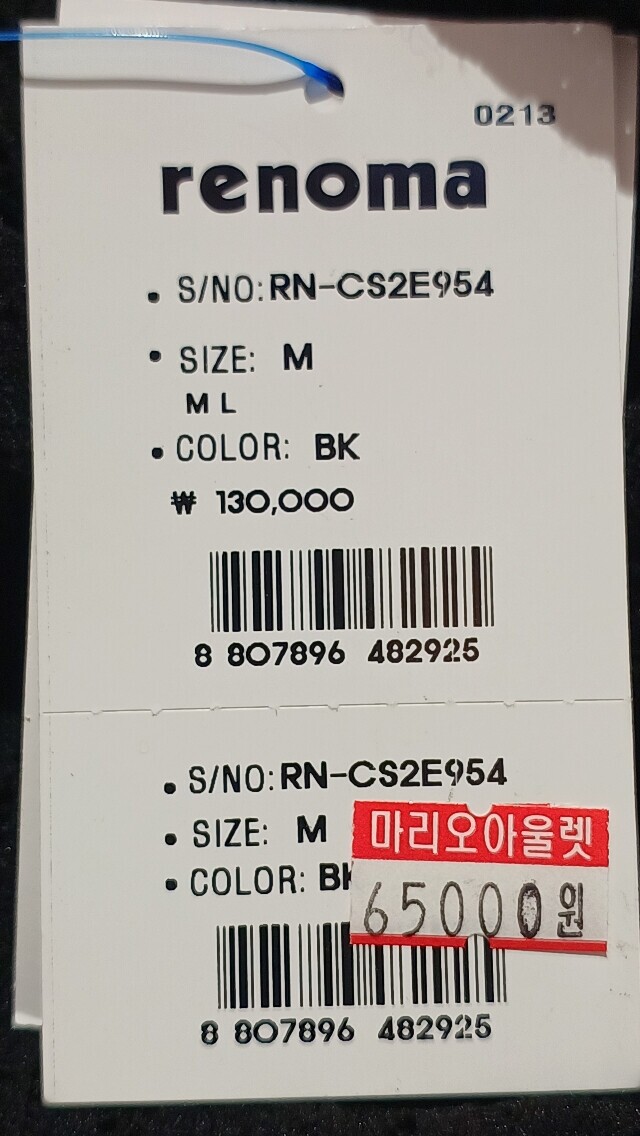 0213
renoma
• S/NO:RN-CS2E954
• SIZE: M
M L
• COLOR: BK
₩ 130,000
8 807896 482925
• S/NO:RN-CS2E954
• SIZE: M
• COLOR: BK
마리오아울렛
65000원
8 807896 482925